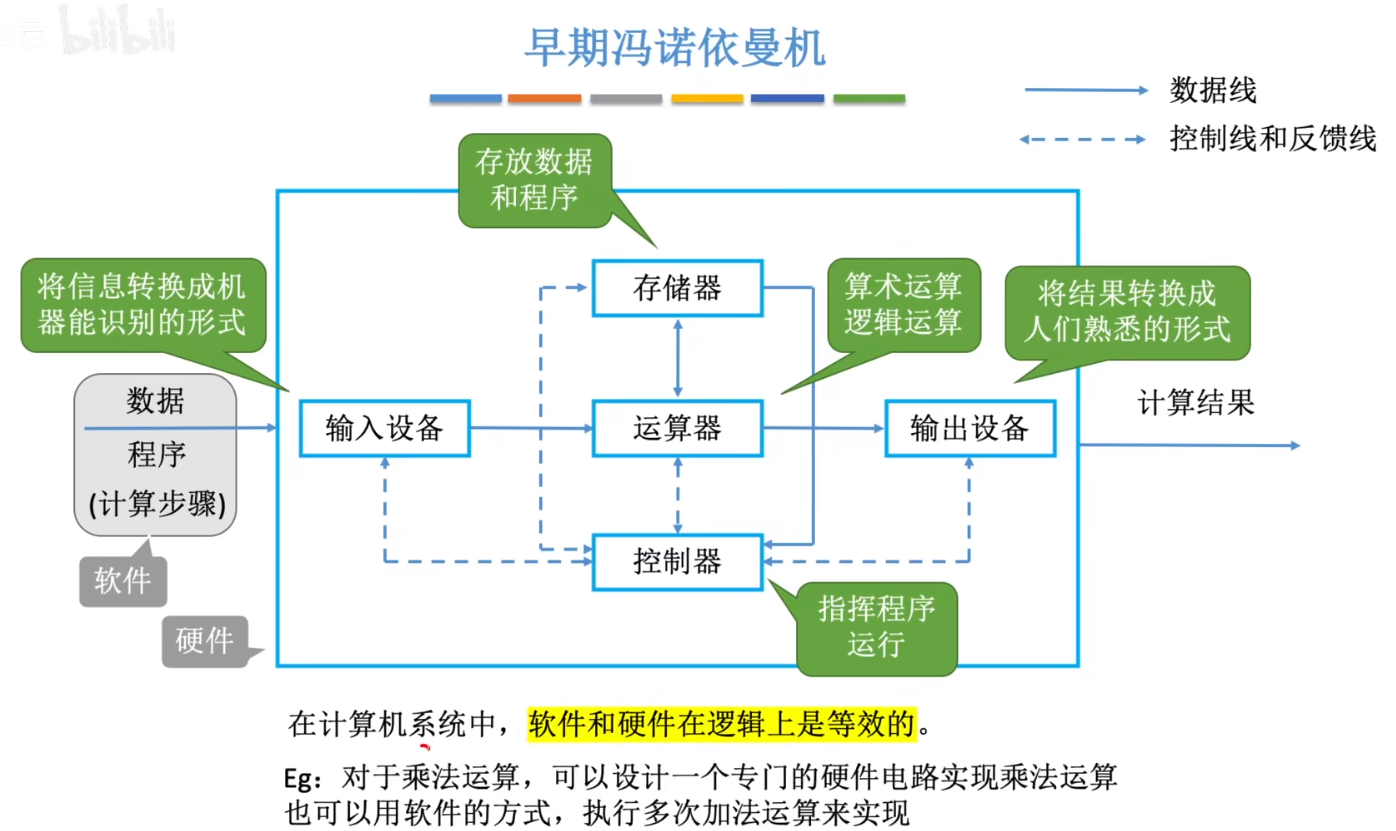 bilibili
早期冯诺依曼机
数据线
控制线和反馈线
存放数据
和程序
将信息转换成机
器能识别的形式
存储器
算术运算
逻辑运算
将结果转换成
人们熟悉的形式
数据
程序
(计算步骤)
输入设备
运算器
输出设备
计算结果
控制器
软件
硬件
指挥程序
运行
在计算机系统中，软件和硬件在逻辑上是等效的。
Eg：对于乘法运算，可以设计一个专门的硬件电路实现乘法运算
也可以用软件的方式，执行多次加法运算来实现